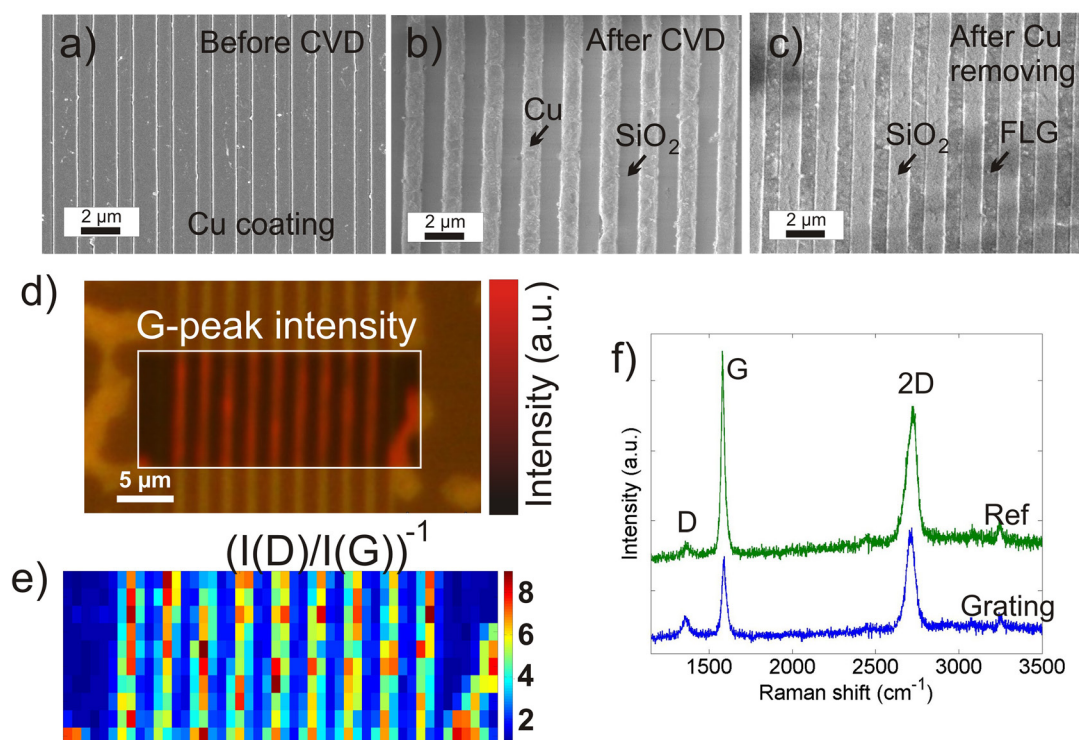 a) Before CVD
Cu coating
2 µm
b) After CVD
Cu
SiO2
2 µm
c) After Cu
removing
SiO2
FLG
2 µm
d)
G-peak intensity
5 µm
Intensity (a.u.)
e)
(I(D)/I(G))-1
8
6
4
2
f)
G
2D
D
Ref
Grating
Intensity (a.u.)
1500 2000 2500 3000 3500
Raman shift (cm-1)